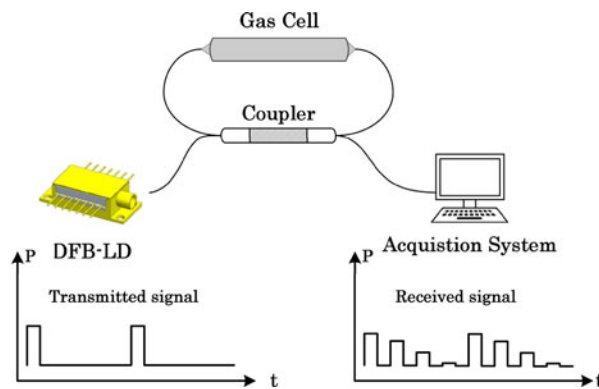 Gas Cell
Coupler
DFB-LD
Acquistion System
P
Transmitted signal
t
P
Received signal
t